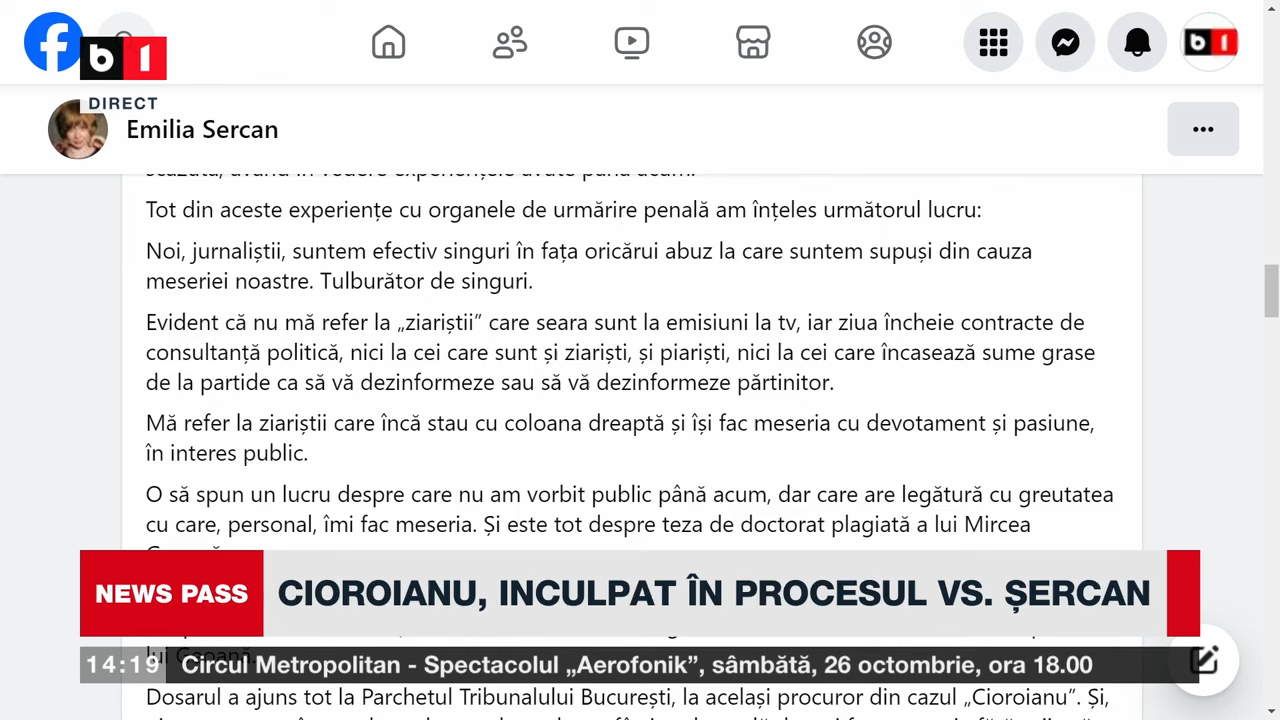 b1
DIRECT
b1
Emilia Sercan
Tot din aceste experiențe cu organele de urmărire penală am înțeles următorul lucru:
Noi, jurnaliștii, suntem efectiv singuri în fața oricărui abuz la care suntem supuși din cauza
meseriei noastre. Tulburător de singuri.
Evident că nu mă refer la „ziariștii” care seara sunt la emisiuni la tv, iar ziua încheie contracte de
consultanță politică, nici la cei care sunt și ziariști, și piariști, nici la cei care încasează sume grase
de la partide ca să vă dezinformeze sau să vă dezinformeze părtinitor.
Mă refer la ziariștii care încă stau cu coloana dreaptă și își fac meseria cu devotament și pasiune,
în interes public.
O să spun un lucru despre care nu am vorbit public până acum, dar care are legătură cu greutatea
cu care, personal, îmi fac meseria. Și este tot despre teza de doctorat plagiată a lui Mircea
NEWS PASS
CIOROIANU, INCULPAT ÎN PROCESUL VS. ȘERCAN
14:19
Circul Metropolitan - Spectacolul „Aerofonik”, sâmbătă, 26 octombrie, ora 18.00
Dosarul a ajuns tot la Parchetul Tribunalului București, la același procuror din cazul „Cioroianu”. Și,